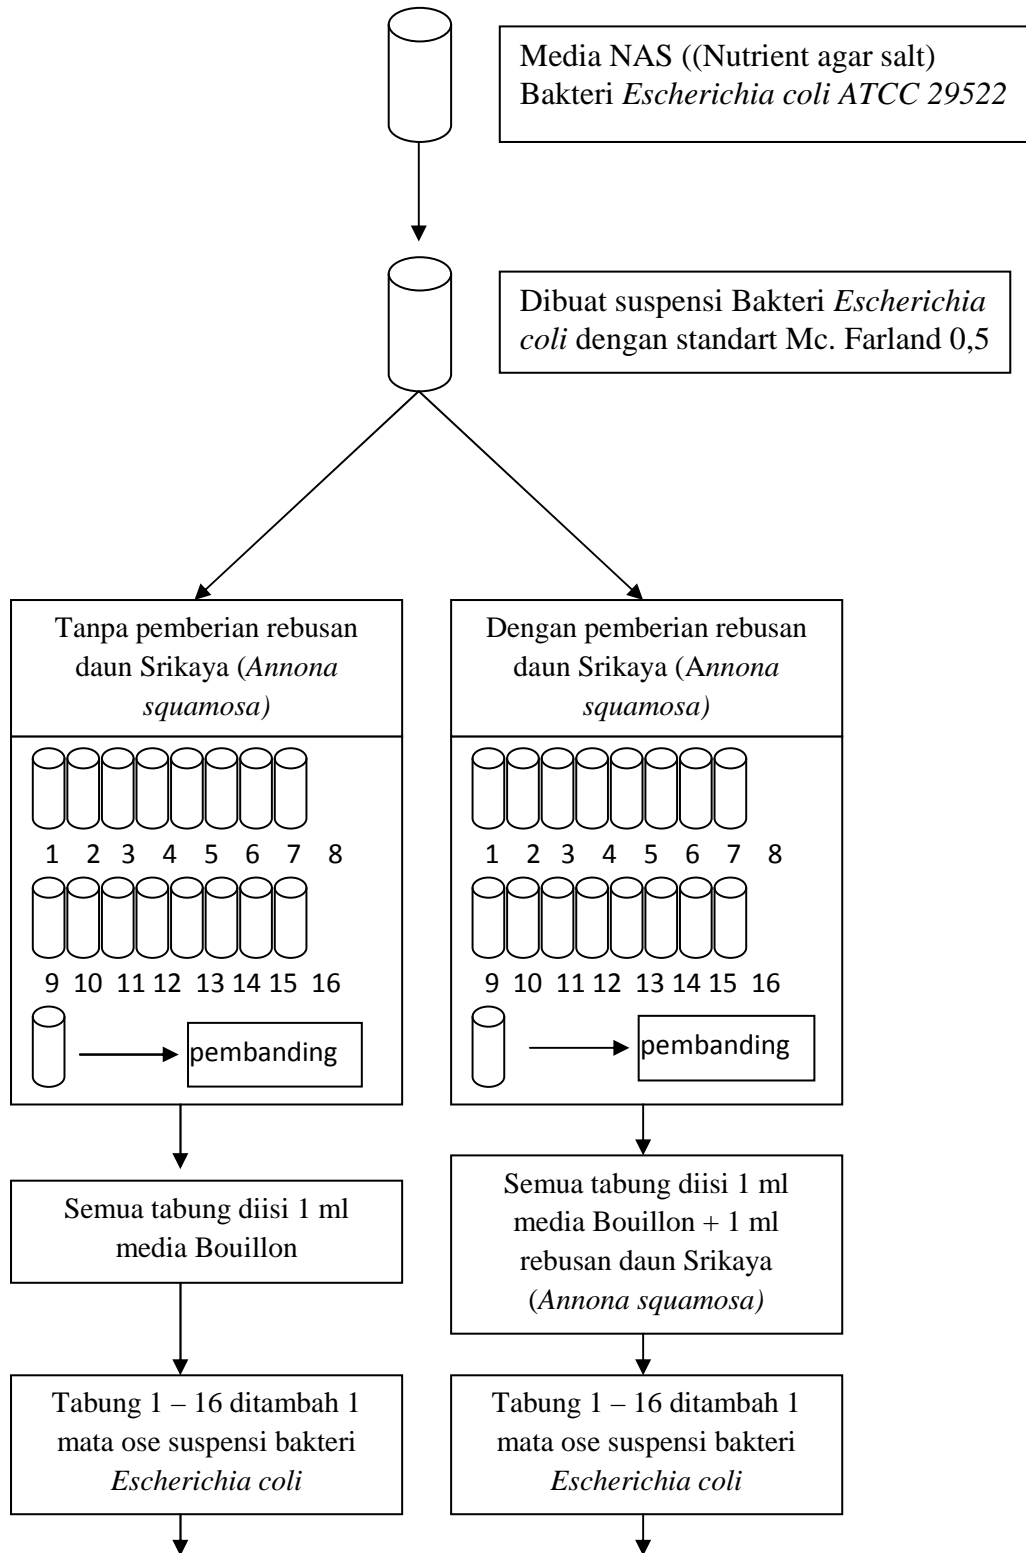 Media NAS ((Nutrient agar salt)
Bakteri Escherichia coli ATCC 29522
Dibuat suspensi Bakteri Escherichia
coli dengan standart Mc. Farland 0,5
Tanpa pemberian rebusan
daun Srikaya (Annona
squamosa)
1 2 3 4 5 6 7 8
9 10 11 12 13 14 15 16
pembanding
Semua tabung diisi 1 ml
media Bouillon
Tabung 1 – 16 ditambah 1
mata ose suspensi bakteri
Escherichia coli
Dengan pemberian rebusan
daun Srikaya (Annona
squamosa)
1 2 3 4 5 6 7 8
9 10 11 12 13 14 15 16
pembanding
Semua tabung diisi 1 ml
media Bouillon + 1 ml
rebusan daun Srikaya
(Annona squamosa)
Tabung 1 – 16 ditambah 1
mata ose suspensi bakteri
Escherichia coli